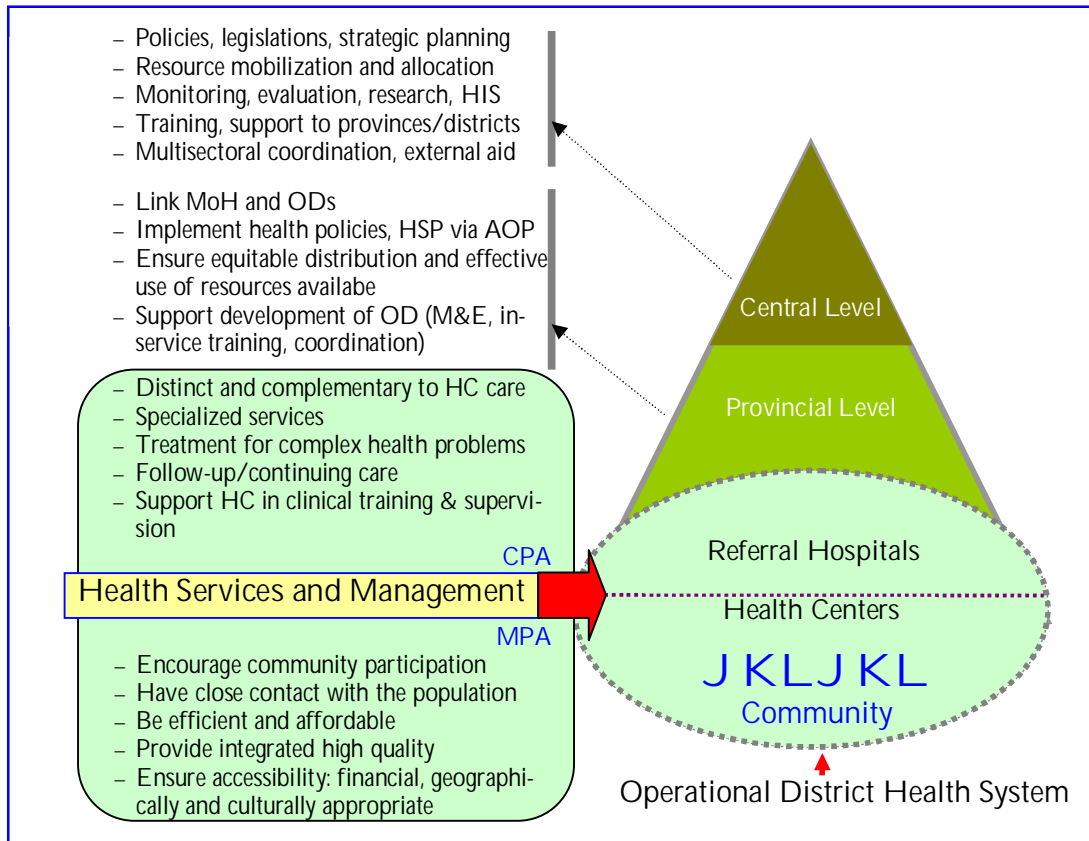 – Policies, legislations, strategic planning
– Resource mobilization and allocation
– Monitoring, evaluation, research, HIS
– Training, support to provinces/districts
– Multisectoral coordination, external aid
– Link MoH and ODs
– Implement health policies, HSP via AOP
– Ensure equitable distribution and effective
use of resources availabe
– Support development of OD (M&E, in-
service training, coordination)
– Distinct and complementary to HC care
– Specialized services
– Treatment for complex health problems
– Follow-up/continuing care
– Support HC in clinical training & supervi-
sion
CPA
Health Services and Management
MPA
– Encourage community participation
– Have close contact with the population
– Be efficient and affordable
– Provide integrated high quality
– Ensure accessibility: financial, geographi-
cally and culturally appropriate
Central Level
Provincial Level
Referral Hospitals
Health Centers
JKLJKL
Community
Operational District Health System